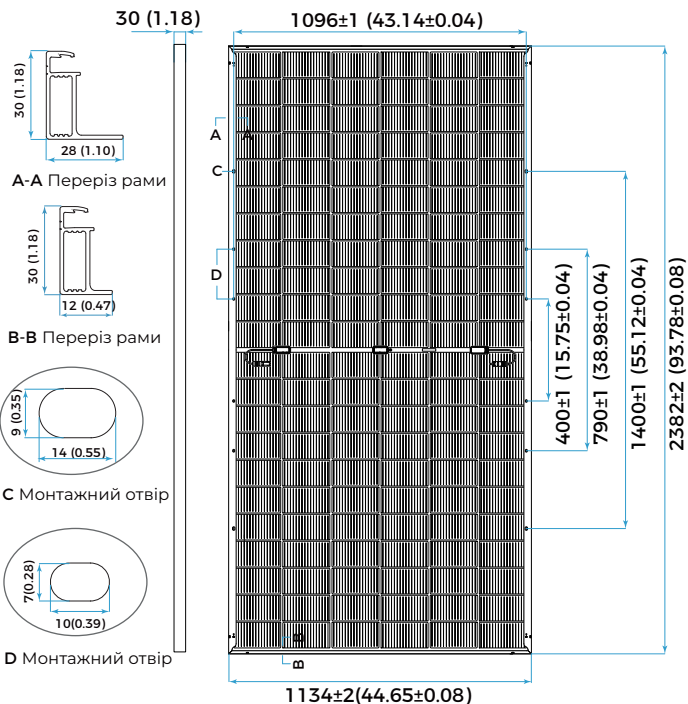 30 (1.18)
1096±1 (43.14±0.04)
30 (1.18)
28 (1.10)
A-A Переріз рами
30 (1.18)
12 (0.47)
B-B Переріз рами
9 (0.35)
14 (0.55)
C Монтажний отвір
7(0.28)
10(0.39)
D Монтажний отвір
A
A
C
D
400±1 (15.75±0.04)
790±1 (38.98±0.04)
1400±1 (55.12±0.04)
2382±2 (93.78±0.08)
B
B
1134±2(44.65±0.08)